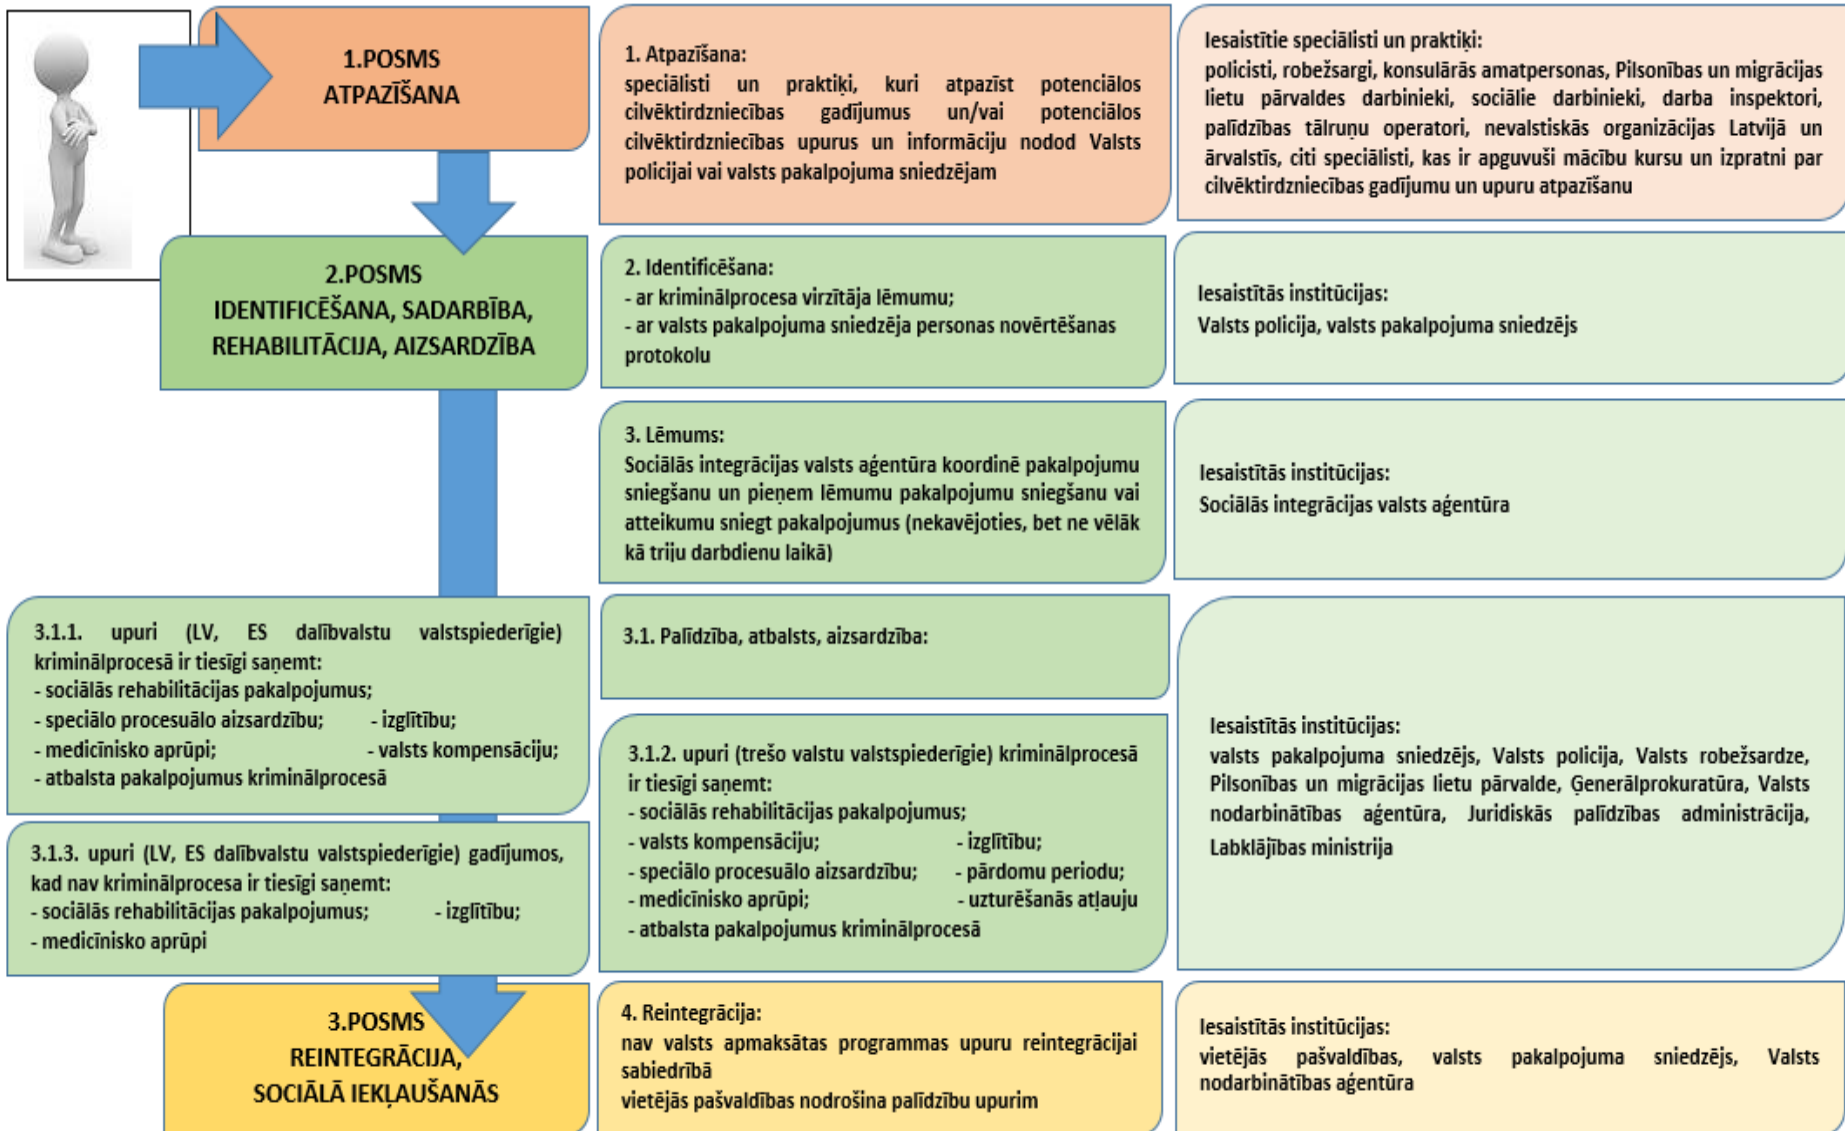 1.POSMS
ATPAZĪŠANA
1. Atpazīšana:
speciālisti un praktiķi, kuri atpazīst potenciālos
cilvēktirdzniecības gadījumus un/vai potenciālos
cilvēktirdzniecības upurus un informāciju nodod Valsts
policijai vai valsts pakalpojuma sniedzējam
Iesaistītie speciālisti un praktiķi:
policisti, robežsargi, konsulārās amatpersonas, Pilsonības un migrācijas
lietu pārvaldes darbinieki, sociālie darbinieki, darba inspektori,
palīdzības tālruņu operatori, nevalstiskās organizācijas Latvijā un
ārvalstīs, citi speciālisti, kas ir apguvuši mācību kursu un izpratni par
cilvēktirdzniecības gadījumu un upuru atpazīšanu
2.POSMS
IDENTIFICĒŠANA, SADARBĪBA,
REHABILITĀCIJA, AIZSARDZĪBA
2. Identificēšana:
- ar kriminālprocesa virzītāja lēmumu;
- ar valsts pakalpojuma sniedzēja personas novērtēšanas
protokolu
Iesaistītās institūcijas:
Valsts policija, valsts pakalpojuma sniedzējs
3. Lēmums:
Sociālās integrācijas valsts aģentūra koordinē pakalpojumu
sniegšanu un pieņem lēmumu pakalpojumu sniegšanu vai
atteikumu sniegt pakalpojumus (nekavējoties, bet ne vēlāk
kā triju darbdienu laikā)
Iesaistītās institūcijas:
Sociālās integrācijas valsts aģentūra
3.1.1. upuri (LV, ES dalībvalstu valstspiederīgie)
kriminālprocesā ir tiesīgi saņemt:
- sociālās rehabilitācijas pakalpojumus;
- speciālo procesuālo aizsardzību; - izglītību;
- medicīnisko aprūpi; - valsts kompensāciju;
- atbalsta pakalpojumus kriminālprocesā
3.1. Palīdzība, atbalsts, aizsardzība:
3.1.2. upuri (trešo valstu valstspiederīgie) kriminālprocesā
ir tiesīgi saņemt:
- sociālās rehabilitācijas pakalpojumus;
- valsts kompensāciju; - izglītību;
- speciālo procesuālo aizsardzību; - pārdomu periodu;
- medicīnisko aprūpi; - uzturēšanās atļauju
- atbalsta pakalpojumus kriminālprocesā
Iesaistītās institūcijas:
valsts pakalpojuma sniedzējs, Valsts policija, Valsts robežsardze,
Pilsonības un migrācijas lietu pārvalde, Ģenerālprokuratūra, Valsts
nodarbinātības aģentūra, Juridiskās palīdzības administrācija,
Labklājības ministrija
3.1.3. upuri (LV, ES dalībvalstu valstspiederīgie) gadījumos,
kad nav kriminālprocesa ir tiesīgi saņemt:
- sociālās rehabilitācijas pakalpojumus; - izglītību;
- medicīnisko aprūpi
3.POSMS
REINTEGRĀCIJA,
SOCIĀLĀ IEKĻAUŠANĀS
4. Reintegrācija:
nav valsts apmaksātas programmas upuru reintegrācijai
sabiedrībā
vietējās pašvaldības nodrošina palīdzību upurim
Iesaistītās institūcijas:
vietējās pašvaldības, valsts pakalpojuma sniedzējs, Valsts
nodarbinātības aģentūra